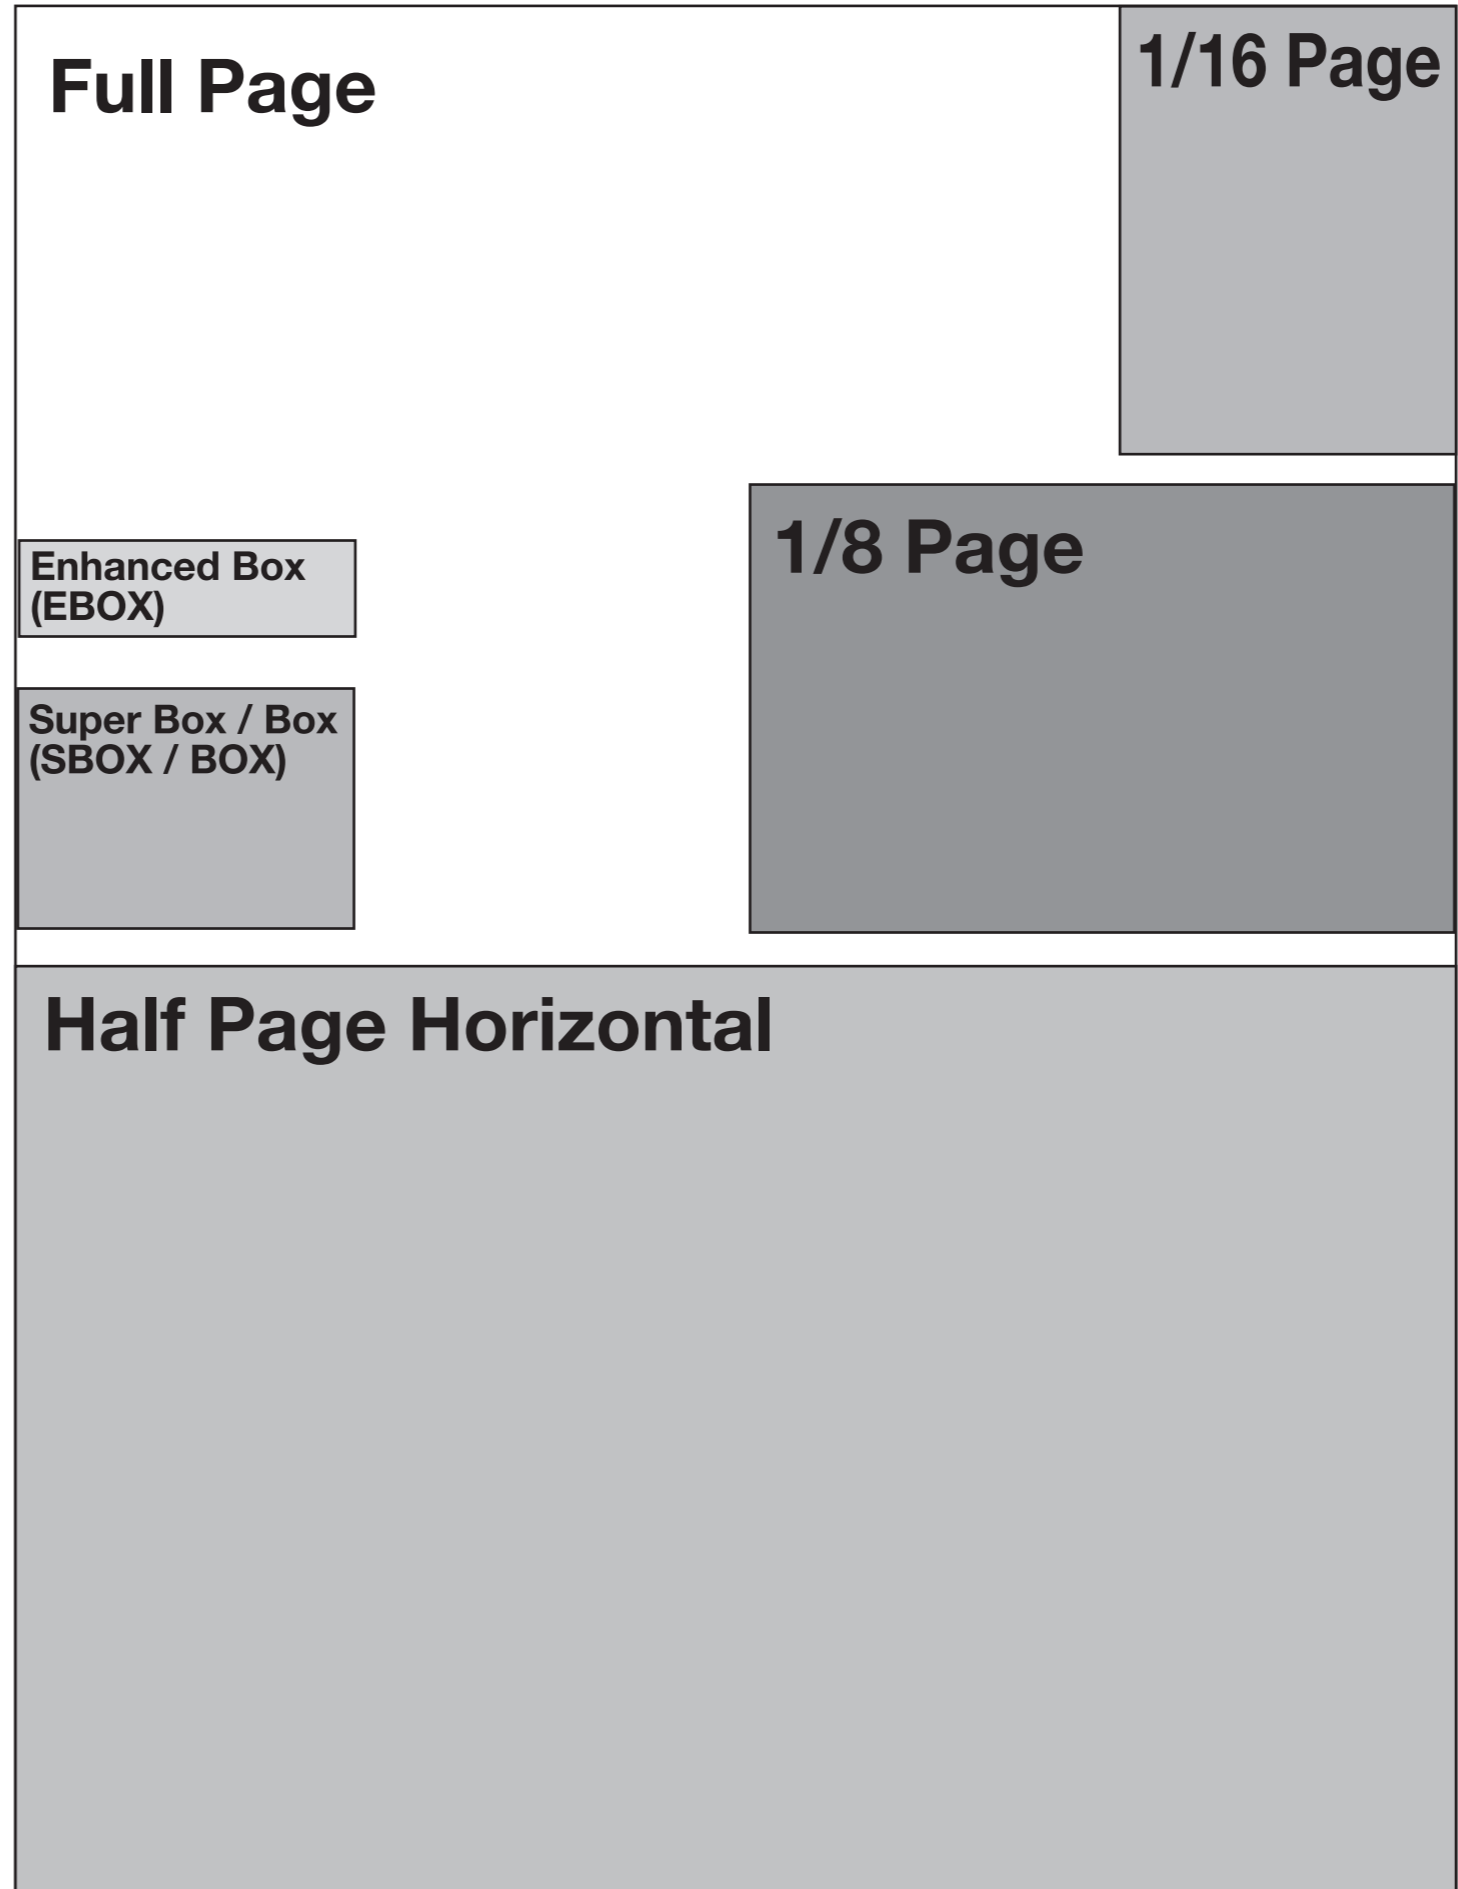 Full Page
1/16 Page
1/8 Page
Enhanced Box
(EBOX)
Super Box / Box
(SBOX / BOX)
Half Page Horizontal